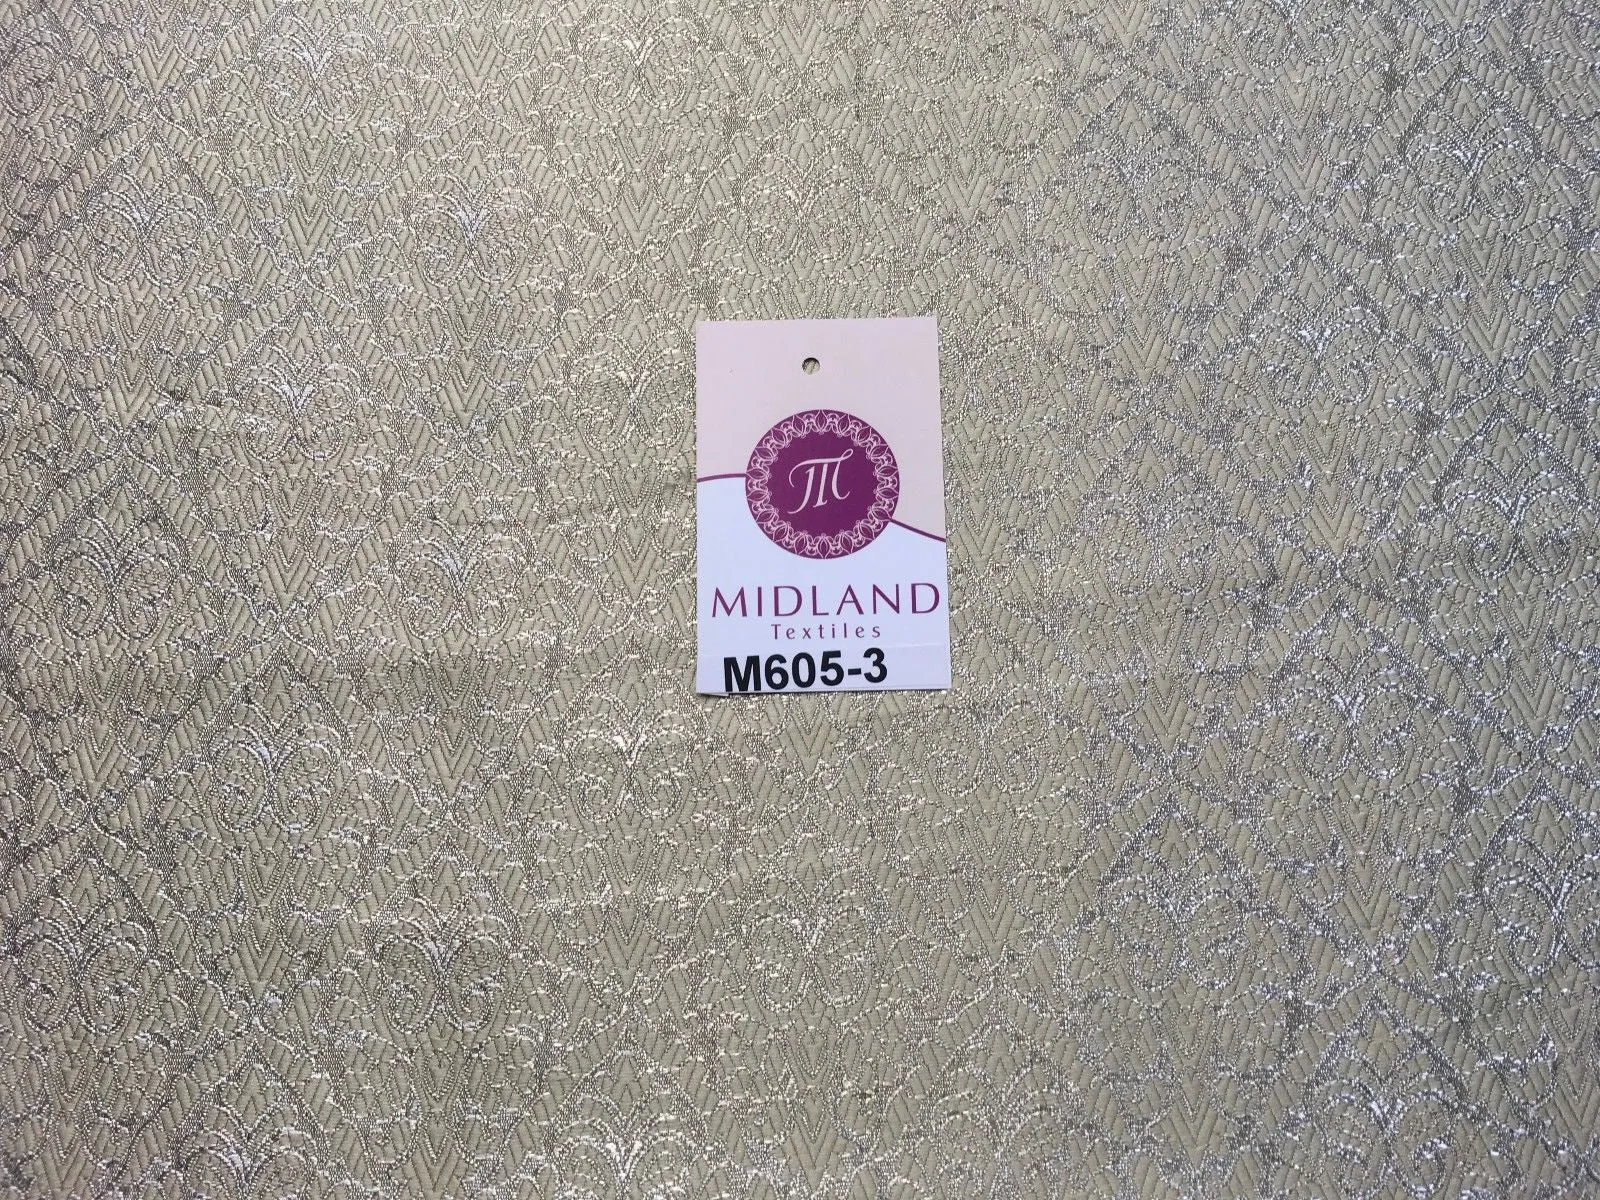 M
MIDLAND
Textiles
M605-3